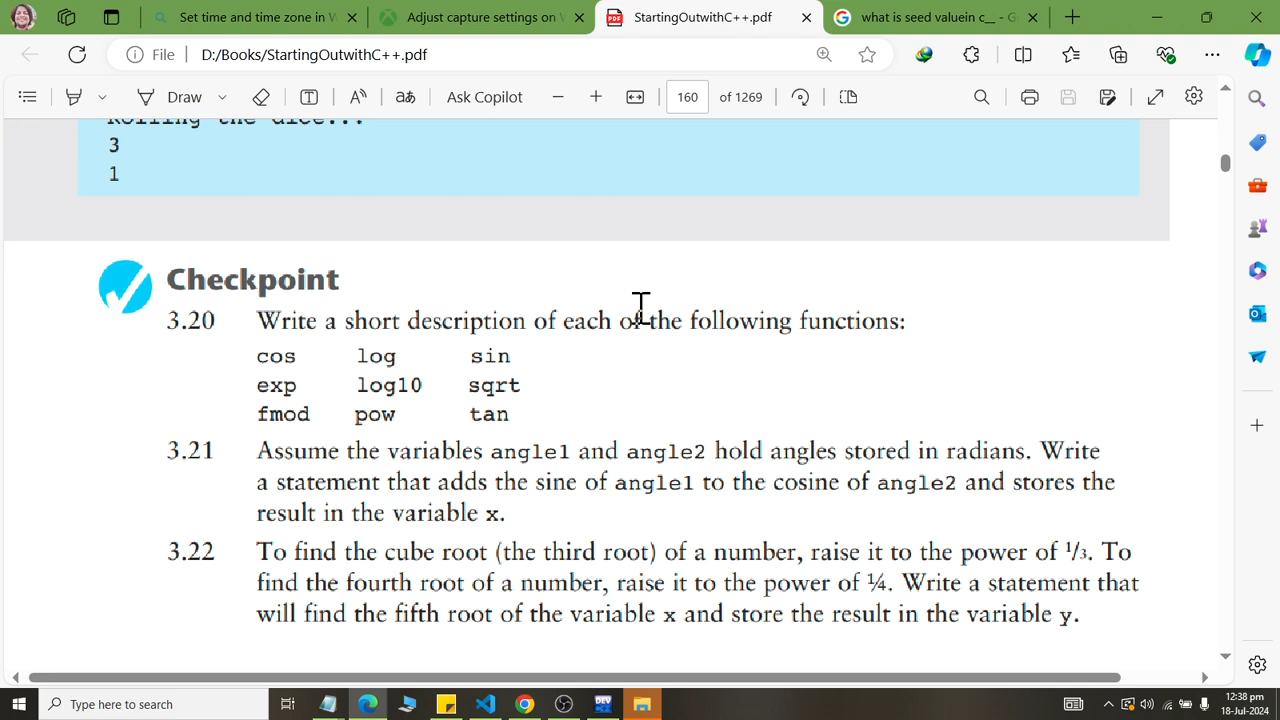 Set time and time zone in W
Adjust capture settings on W
StartingOutwithC++.pdf
what is seed valuein c__ - G
File
D:/Books/StartingOutwithC++.pdf
Draw
Ask Copilot
160
of 1269
Rolling the dice...
3
1
Checkpoint
3.20 Write a short description of each of the following functions:
cos log sin
exp log10 sqrt
fmod pow tan
3.21 Assume the variables angle1 and angle2 hold angles stored in radians. Write
a statement that adds the sine of angle1 to the cosine of angle2 and stores the
result in the variable x.
3.22 To find the cube root (the third root) of a number, raise it to the power of ⅓. To
find the fourth root of a number, raise it to the power of ¼. Write a statement that
will find the fifth root of the variable x and store the result in the variable y.
Type here to search
DEV
12:38 pm
18-Jul-2024